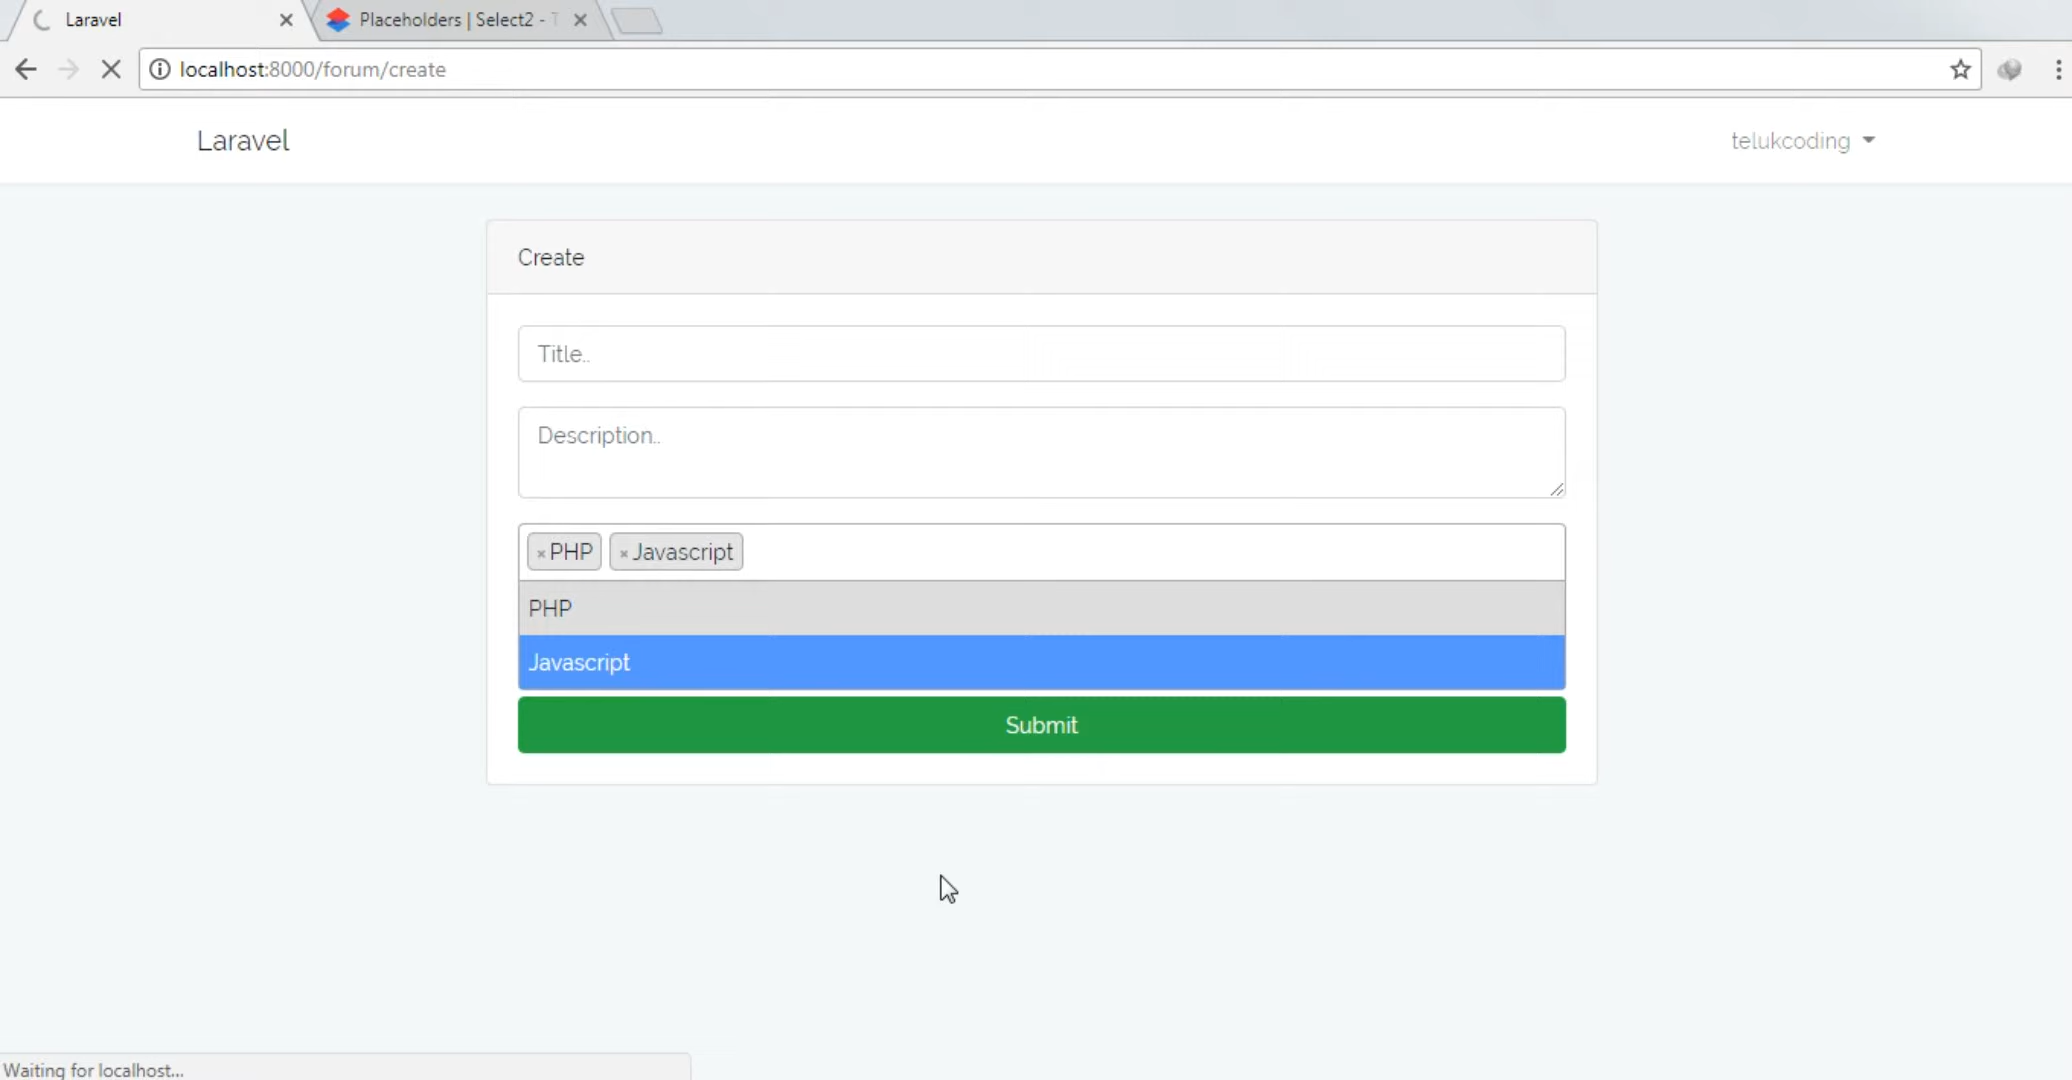 Laravel
Placeholders | Select2 - T
localhost:8000/forum/create
Laravel
telukcoding
Create
Title..
Description..
×PHP ×Javascript
PHP
Javascript
Submit
Waiting for localhost...